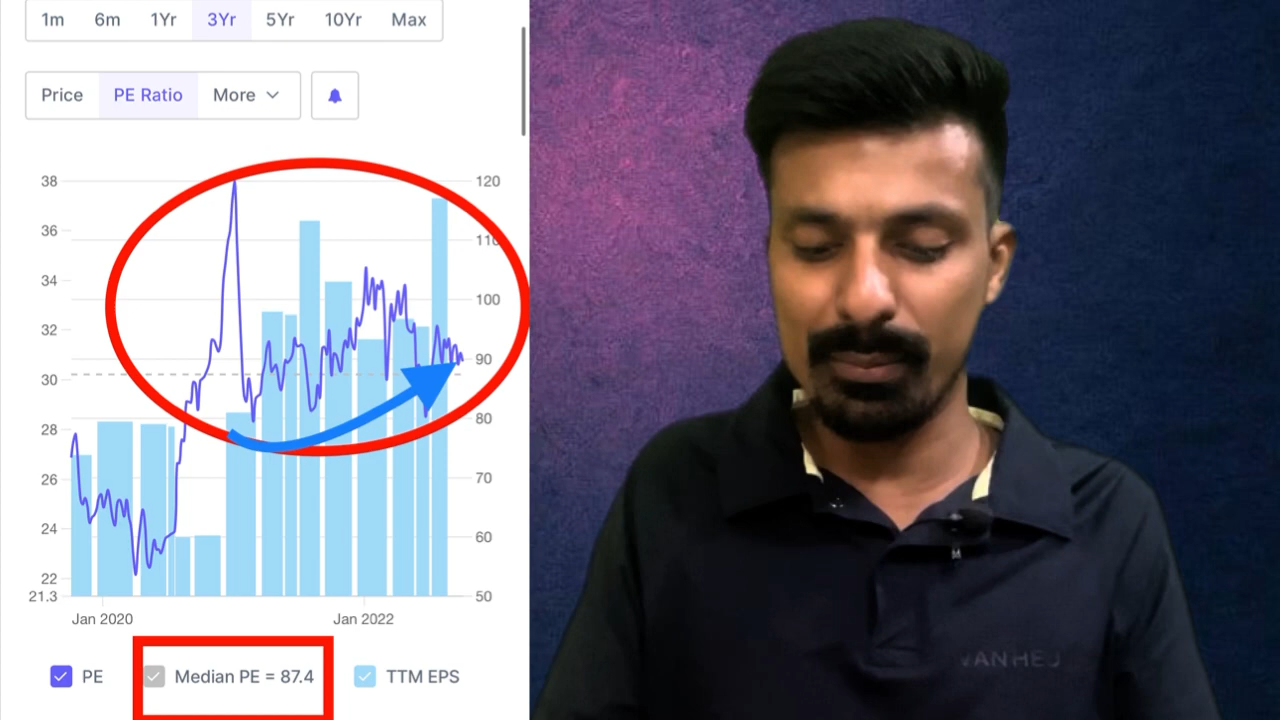 1m 6m 1Yr 3Yr 5Yr 10Yr Max
Price PE Ratio More
38 120
36 110
34 100
32
90
30
28 80
26 70
24 60
22
21.3 50
Jan 2020 Jan 2022
PE Median PE = 87.4 TTM EPS